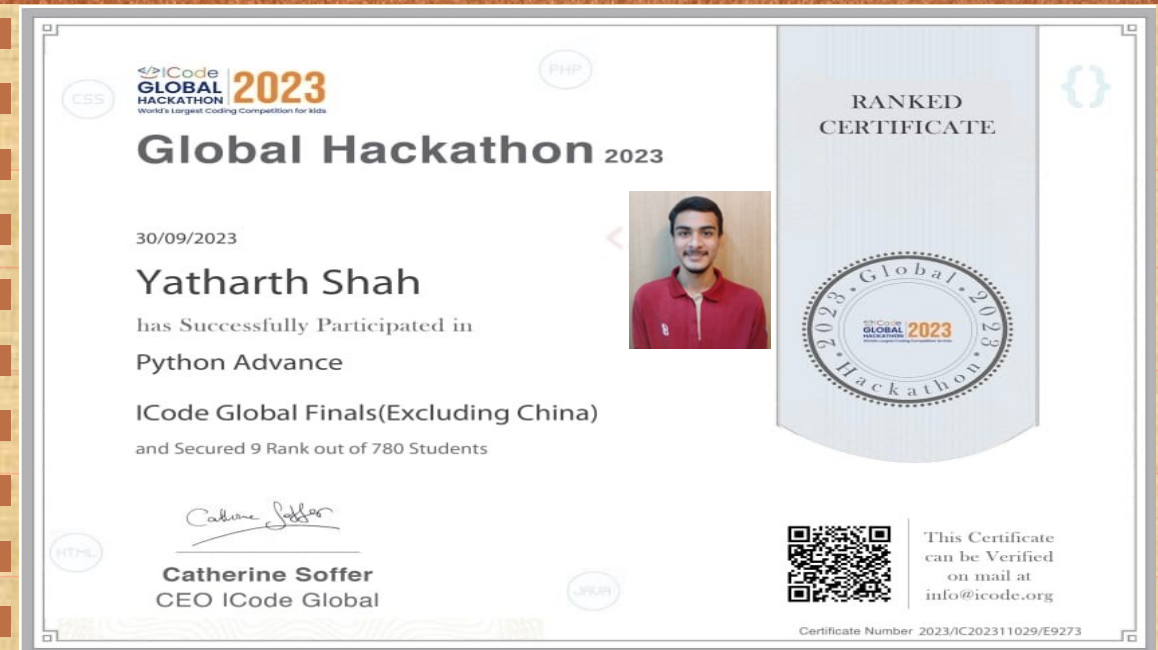 CSS
PHP
{}
</>ICode
GLOBAL
HACKATHON
2023
World's Largest Coding Competition for kids
Global Hackathon 2023
30/09/2023
Yatharth Shah
has Successfully Participated in
Python Advance
ICode Global Finals(Excluding China)
and Secured 9 Rank out of 780 Students
<
RANKED
CERTIFICATE
2023 • Global • 2023 • Hackathon •
ICode
GLOBAL
HACKATHON
2023
Catherine Soffer
HTML
JAVA
Catherine Soffer
CEO ICode Global
This Certificate
can be Verified
on mail at
info@icode.org
Certificate Number 2023/IC202311029/E9273